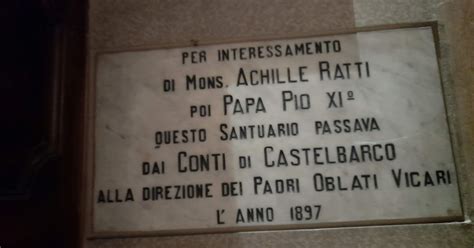 PER INTERESSAMENTO
DI MONS. ACHILLE RATTI
POI PAPA PIO XIº
QUESTO SANTUARIO PASSAVA
DAI CONTI DI CASTELBARCO
ALLA DIREZIONE DEI PADRI OBLATI VICARI
L'ANNO 1897